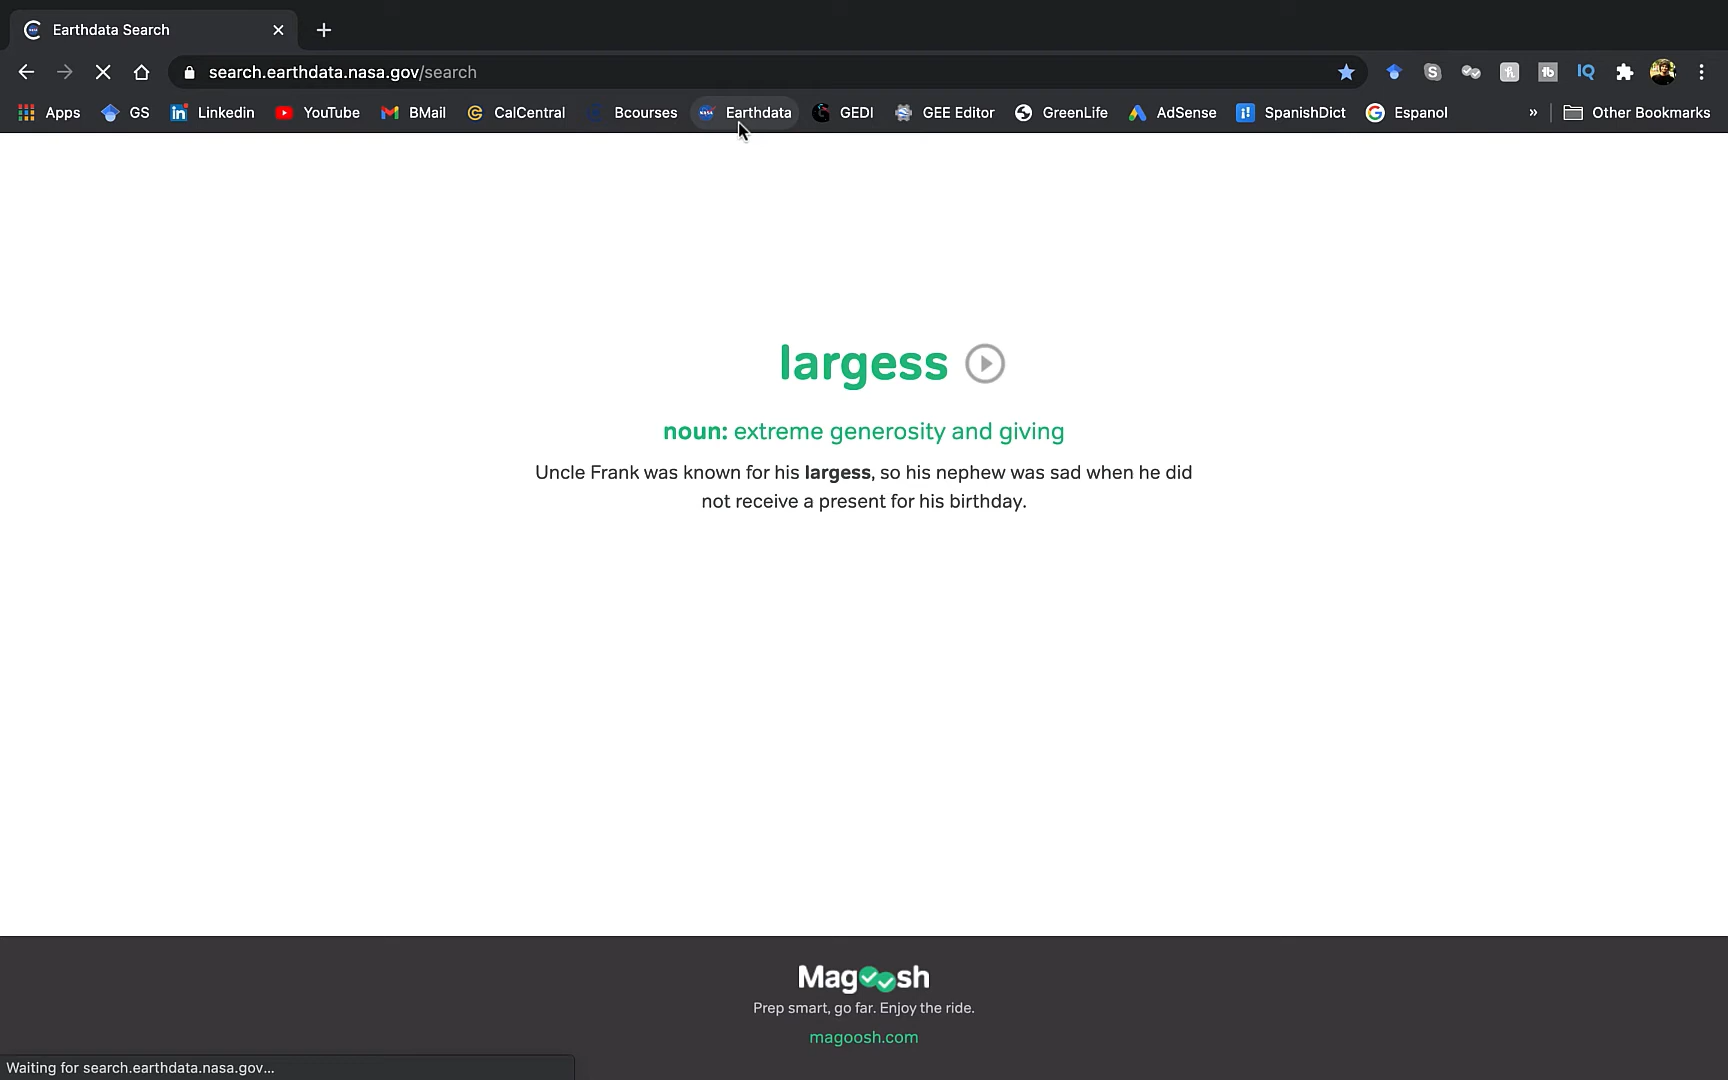 Earthdata Search
search.earthdata.nasa.gov/search
Apps GS Linkedin YouTube BMail CalCentral Bcourses Earthdata GEDI GEE Editor GreenLife AdSense SpanishDict Espanol » Other Bookmarks
largess
noun: extreme generosity and giving
Uncle Frank was known for his largess, so his nephew was sad when he did
not receive a present for his birthday.
Magoosh
Prep smart, go far. Enjoy the ride.
magoosh.com
Waiting for search.earthdata.nasa.gov...